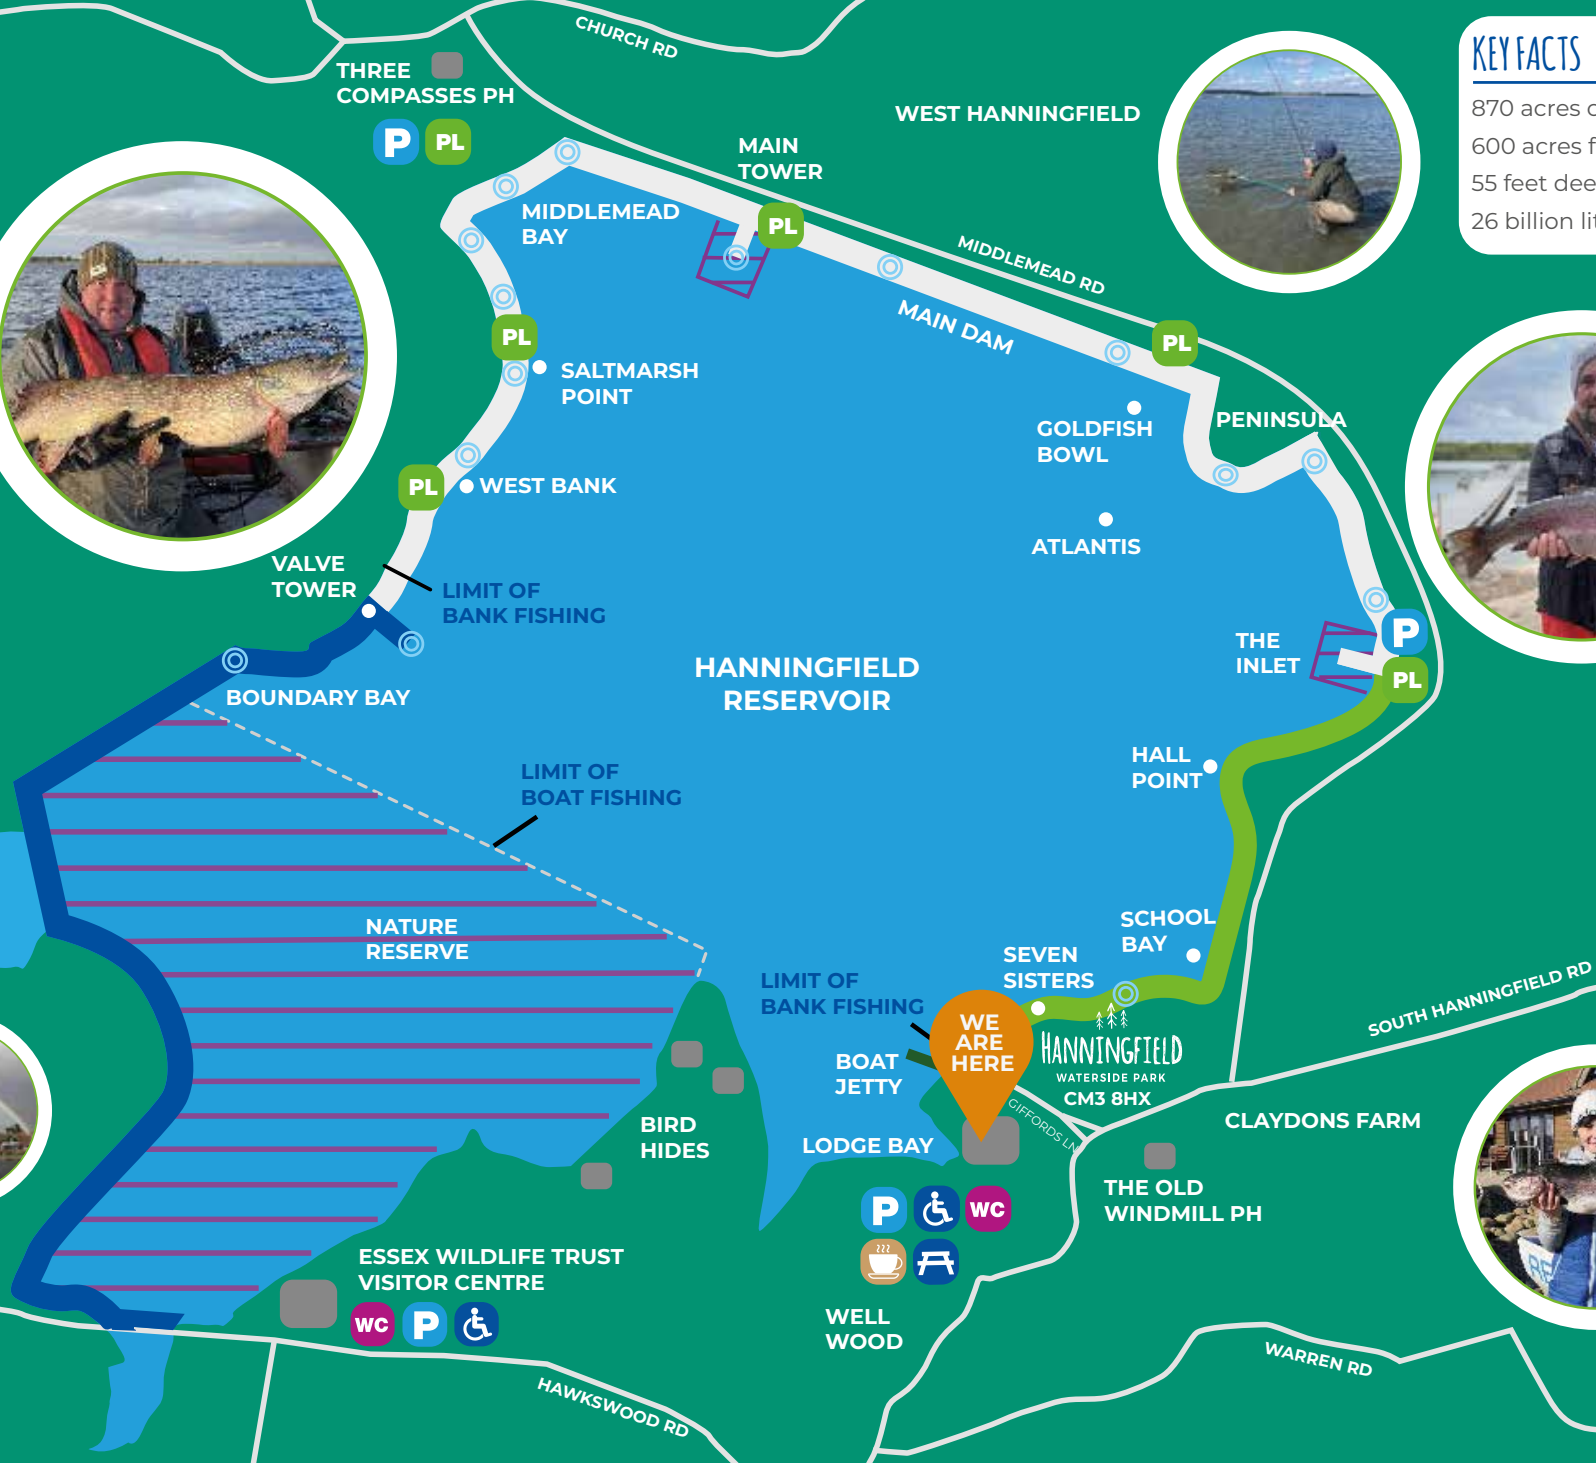 CHURCH RD
THREE
COMPASSES PH
P
PL
WEST HANNINGFIELD
KEY FACTS
870 acres
600 acres
55 feet
26 billion
MAIN
TOWER
PL
MIDDLEMEAD
BAY
MIDDLEMEAD RD
MAIN DAM
PL
PL
SALTMARSH
POINT
GOLDFISH
BOWL
PENINSULA
PL
WEST BANK
ATLANTIS
VALVE
TOWER
LIMIT OF
BANK FISHING
THE
INLET
P
PL
HANNINGFIELD
RESERVOIR
BOUNDARY BAY
LIMIT OF
BOAT FISHING
HALL
POINT
NATURE
RESERVE
SCHOOL
BAY
SEVEN
SISTERS
LIMIT OF
BANK FISHING
SOUTH HANNINGFIELD RD
WE
ARE
HERE
HANNINGFIELD
WATERSIDE PARK
CM3 8HX
BOAT
JETTY
GIFFORDS LN
BIRD
HIDES
LODGE BAY
CLAYDONS FARM
THE OLD
WINDMILL PH
P
WC
ESSEX WILDLIFE TRUST
VISITOR CENTRE
WC
P
WELL
WOOD
WARREN RD
HAWKSWOOD RD